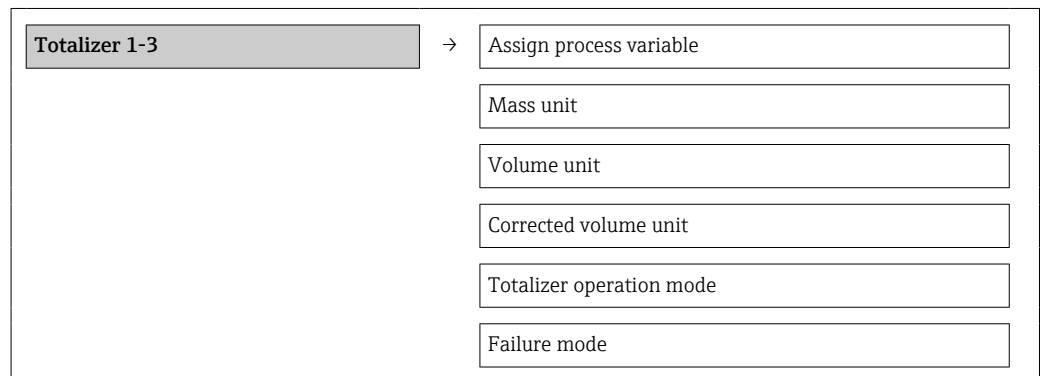 Totalizer 1-3 → Assign process variable
Mass unit
Volume unit
Corrected volume unit
Totalizer operation mode
Failure mode